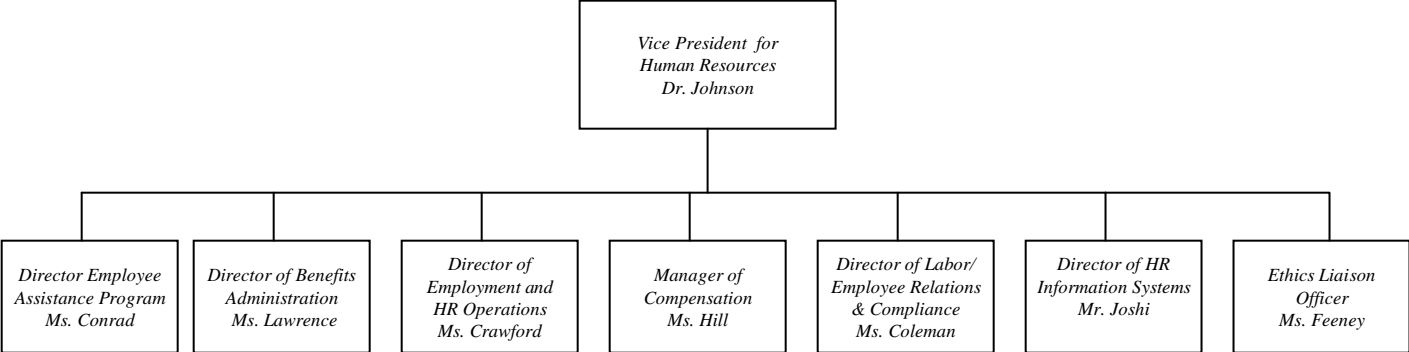 Vice President for
Human Resources
Dr. Johnson
Director Employee
Assistance Program
Ms. Conrad
Director of Benefits
Administration
Ms. Lawrence
Director of
Employment and
HR Operations
Ms. Crawford
Manager of
Compensation
Ms. Hill
Director of Labor/
Employee Relations
& Compliance
Ms. Coleman
Director of HR
Information Systems
Mr. Joshi
Ethics Liaison
Officer
Ms. Feeney